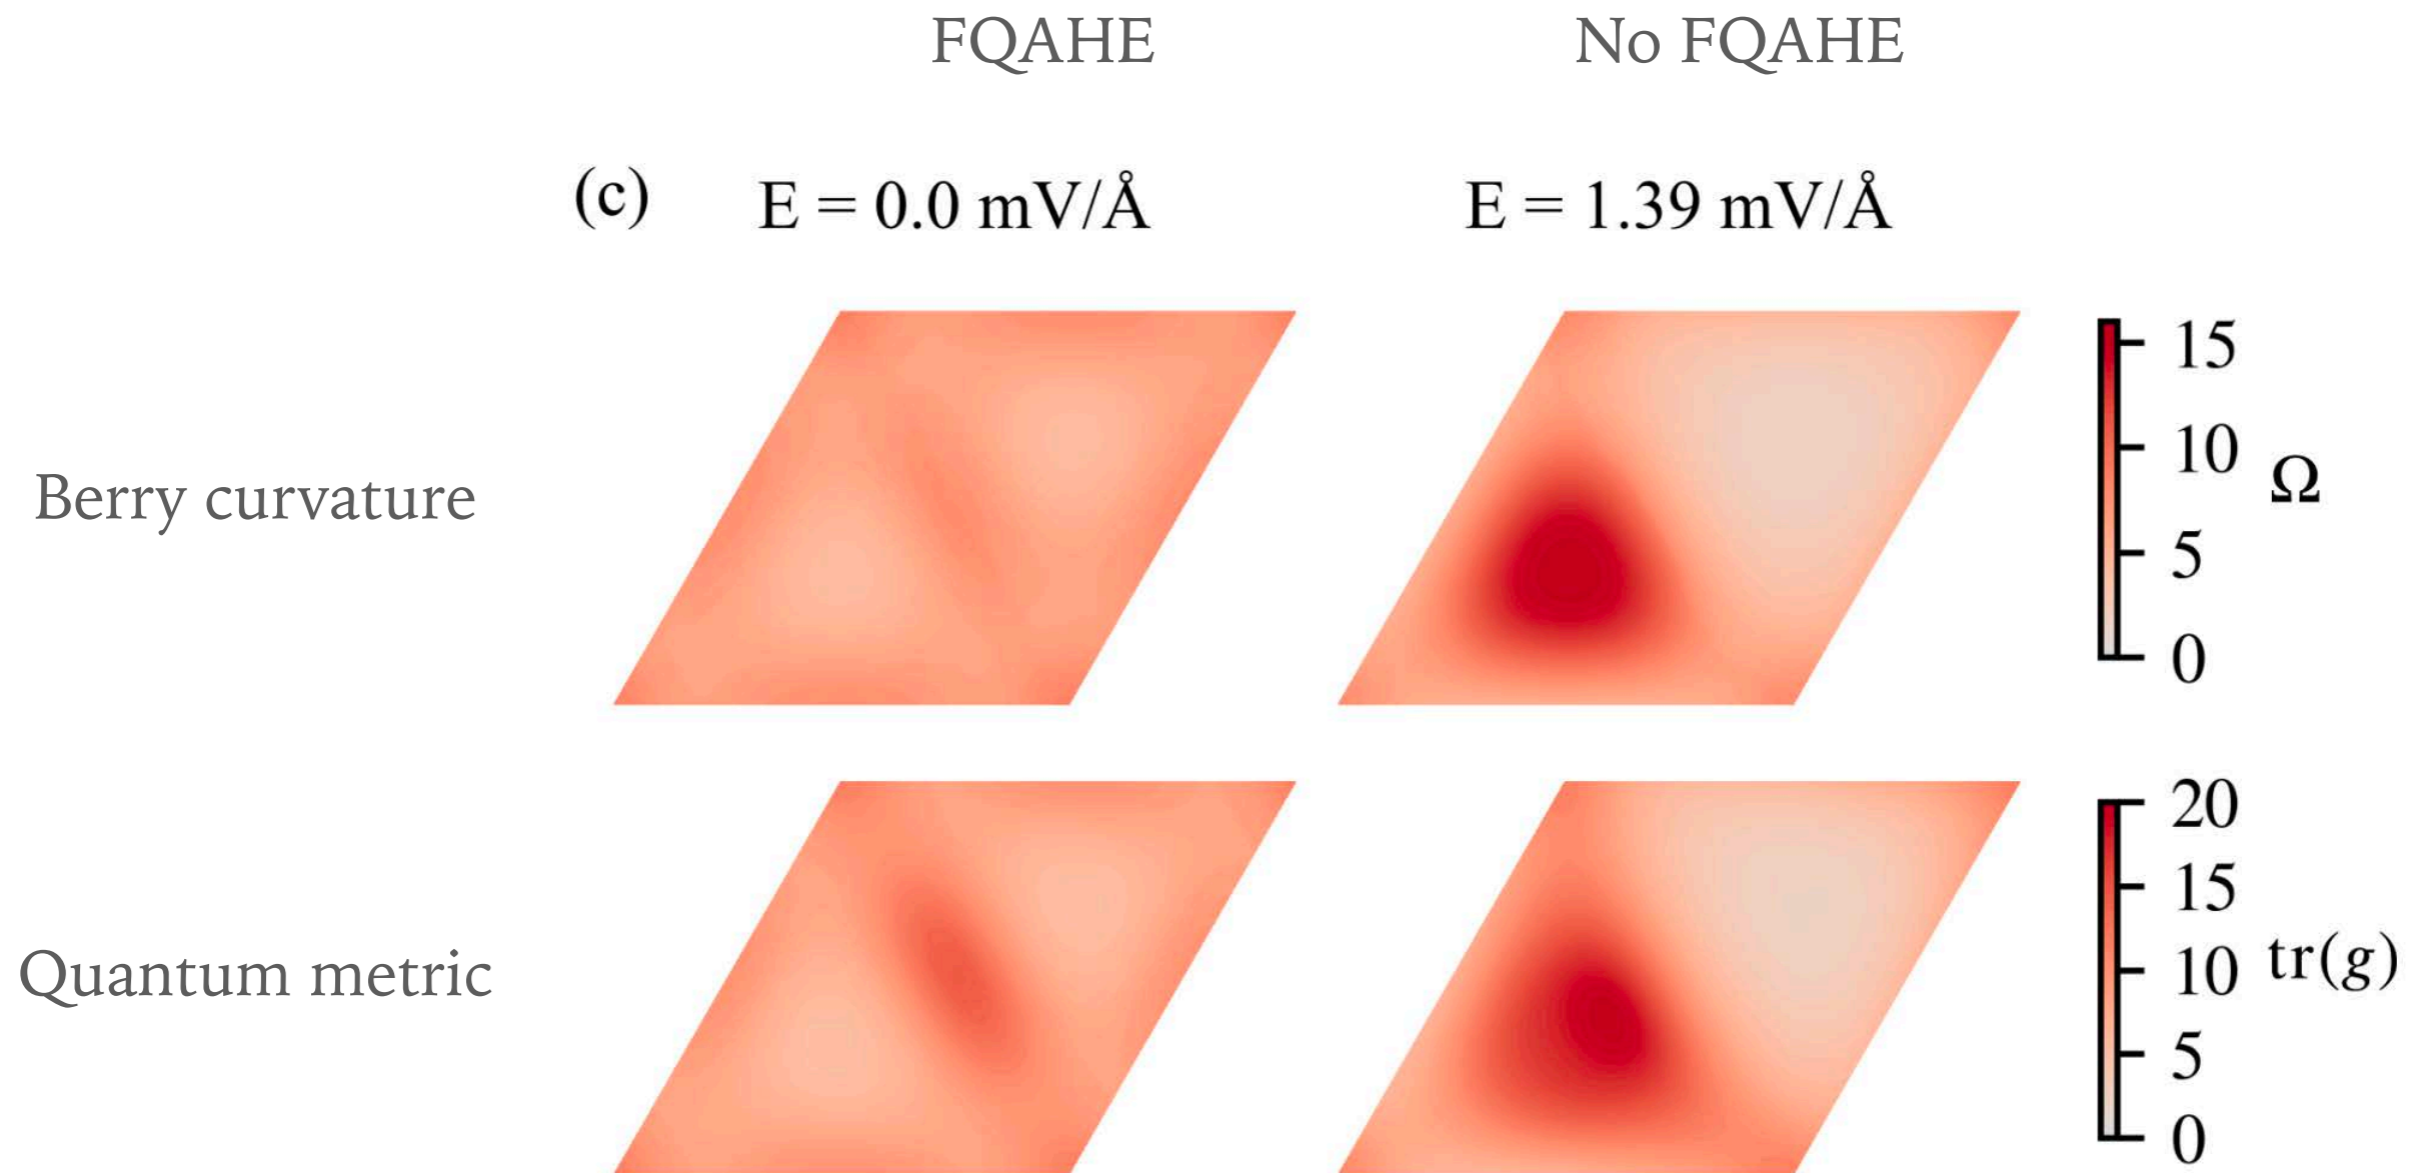 FQAHE No FQAHE
(c) E = 0.0 mV/Å E = 1.39 mV/Å
15
10
Ω
Berry curvature
5
0
20
15
10 tr(g)
Quantum metric
5
0